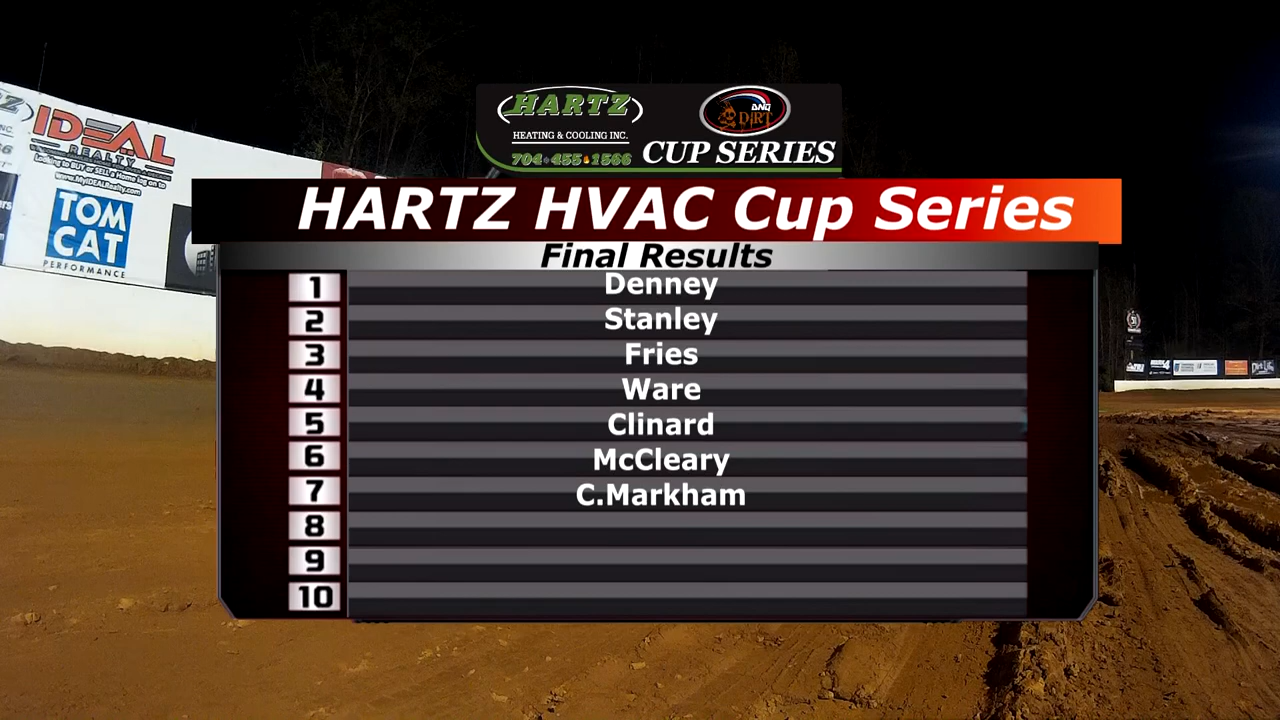 HARTZ
HEATING & COOLING INC.
704-455-1566
DNQ
DIRT
CUP SERIES
IDEAL
REALTY
Looking to BUY or SELL a Home log on to
www.MyIDEALRealty.com
TOM
CAT
PERFORMANCE
HARTZ HVAC Cup Series
Final Results
1 Denney
2 Stanley
3 Fries
4 Ware
5 Clinard
6 McCleary
7 C.Markham
8
9
10